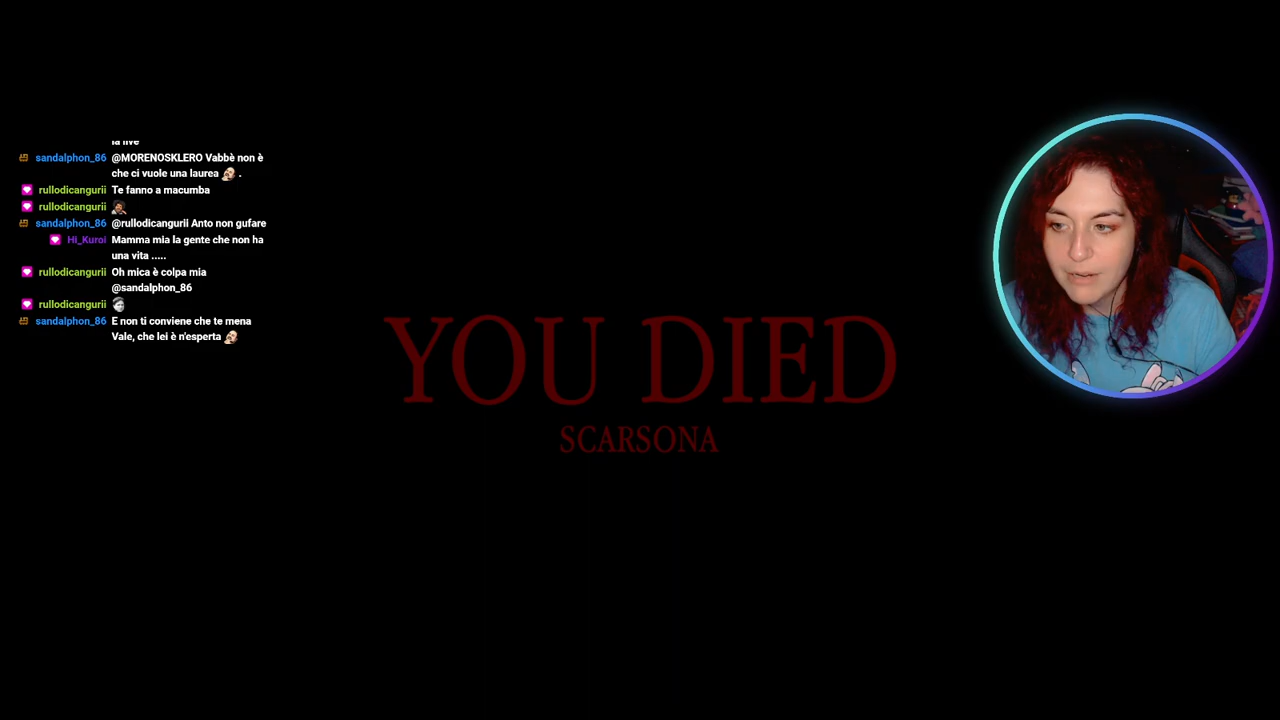 la live
sandalphon_86 @MORENOSKLERO Vabbè non è
che ci vuole una laurea .
rullodicangurii Te fanno a macumba
rullodicangurii
sandalphon_86 @rullodicangurii Anto non gufare
Hi_Kuroi Mamma mia la gente che non ha
una vita .....
rullodicangurii Oh mica è colpa mia
@sandalphon_86
rullodicangurii
sandalphon_86 E non ti conviene che te mena
Vale, che lei è n'esperta
YOU DIED
SCARSONA